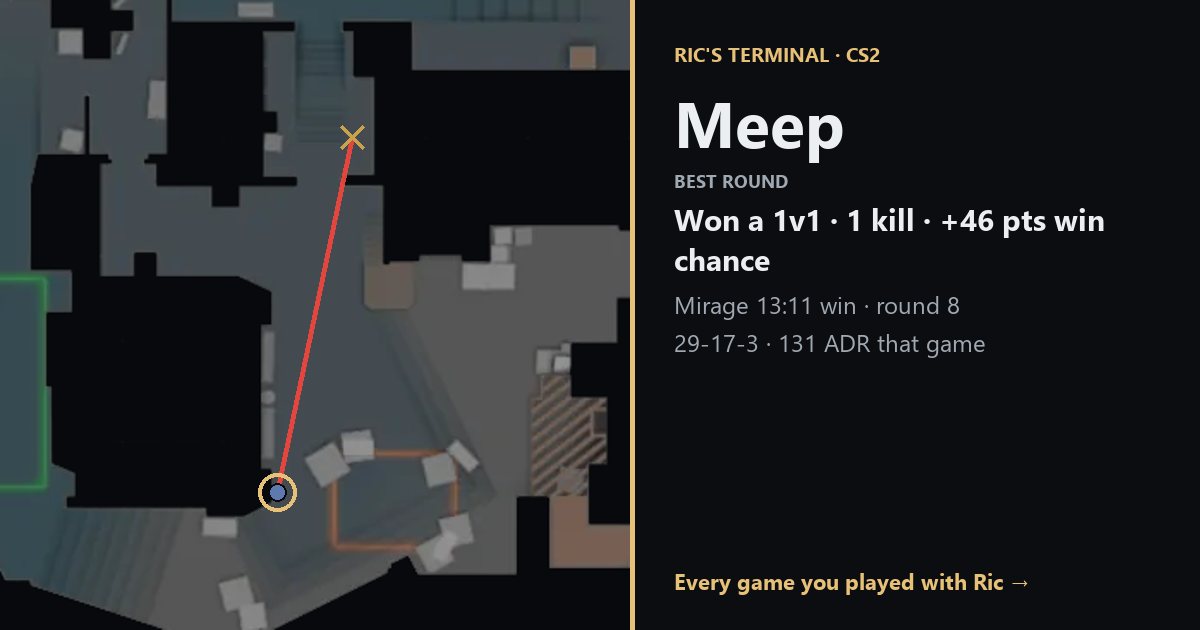 RIC'S TERMINAL · CS2
Meep
BEST ROUND
Won a 1v1 · 1 kill · +46 pts win
chance
Mirage 13:11 win · round 8
29-17-3 · 131 ADR that game
Every game you played with Ric →